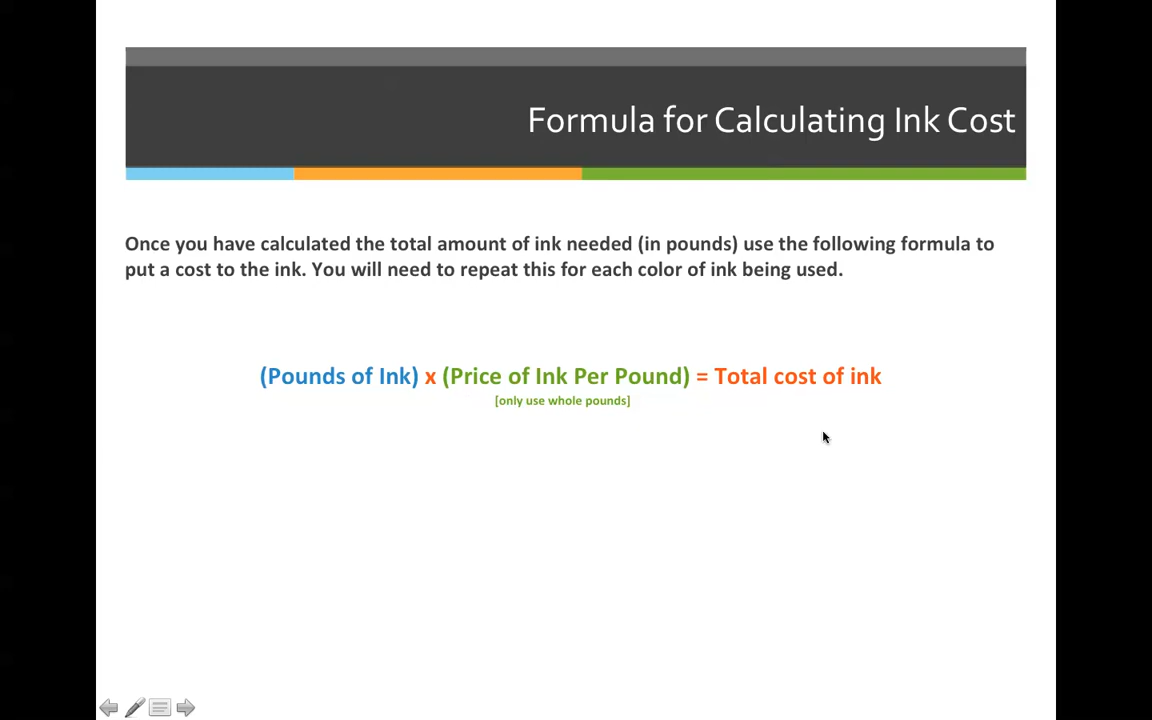 Formula for Calculating Ink Cost
Once you have calculated the total amount of ink needed (in pounds) use the following formula to
put a cost to the ink. You will need to repeat this for each color of ink being used.
(Pounds of Ink) x (Price of Ink Per Pound) = Total cost of ink
[only use whole pounds]